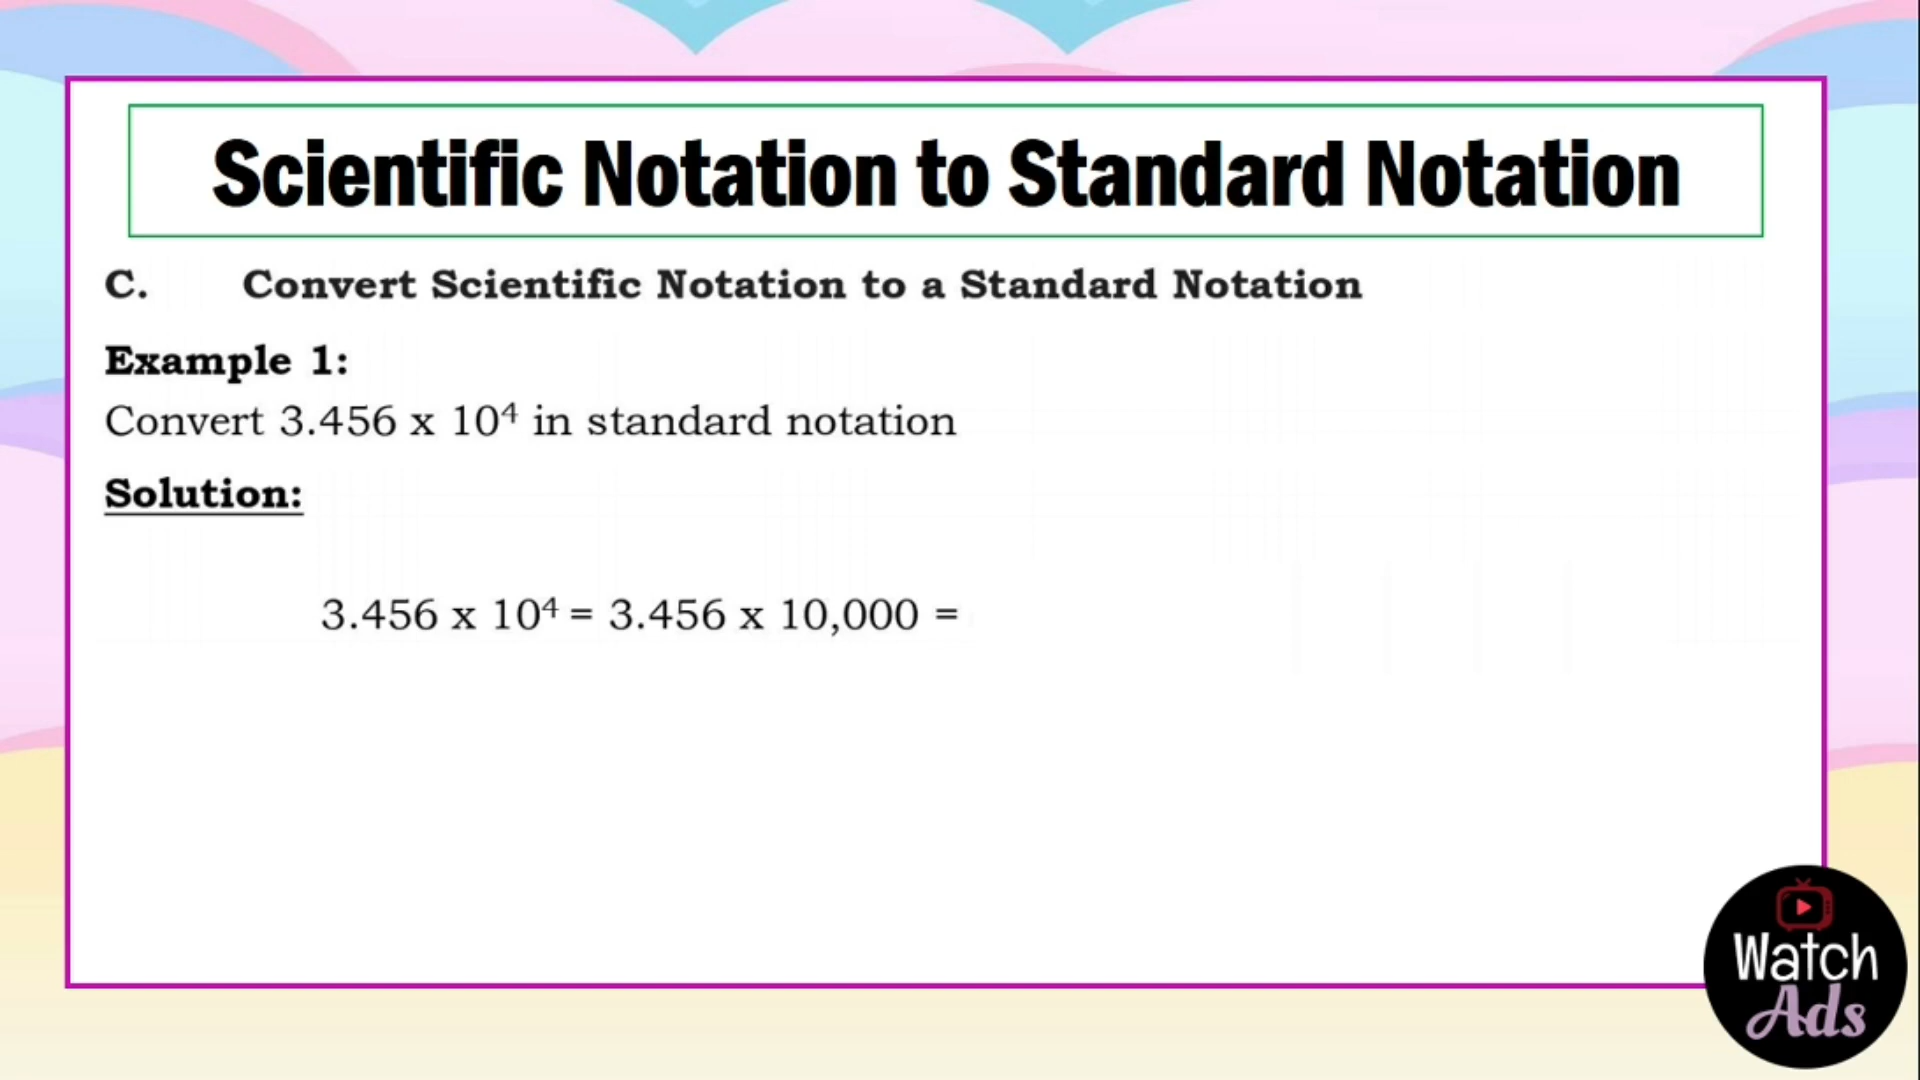 Scientific Notation to Standard Notation
C. Convert Scientific Notation to a Standard Notation
Example 1:
Convert 3.456 x 10⁴ in standard notation
Solution:
3.456 x 10⁴ = 3.456 x 10,000 =
Watch
Ads